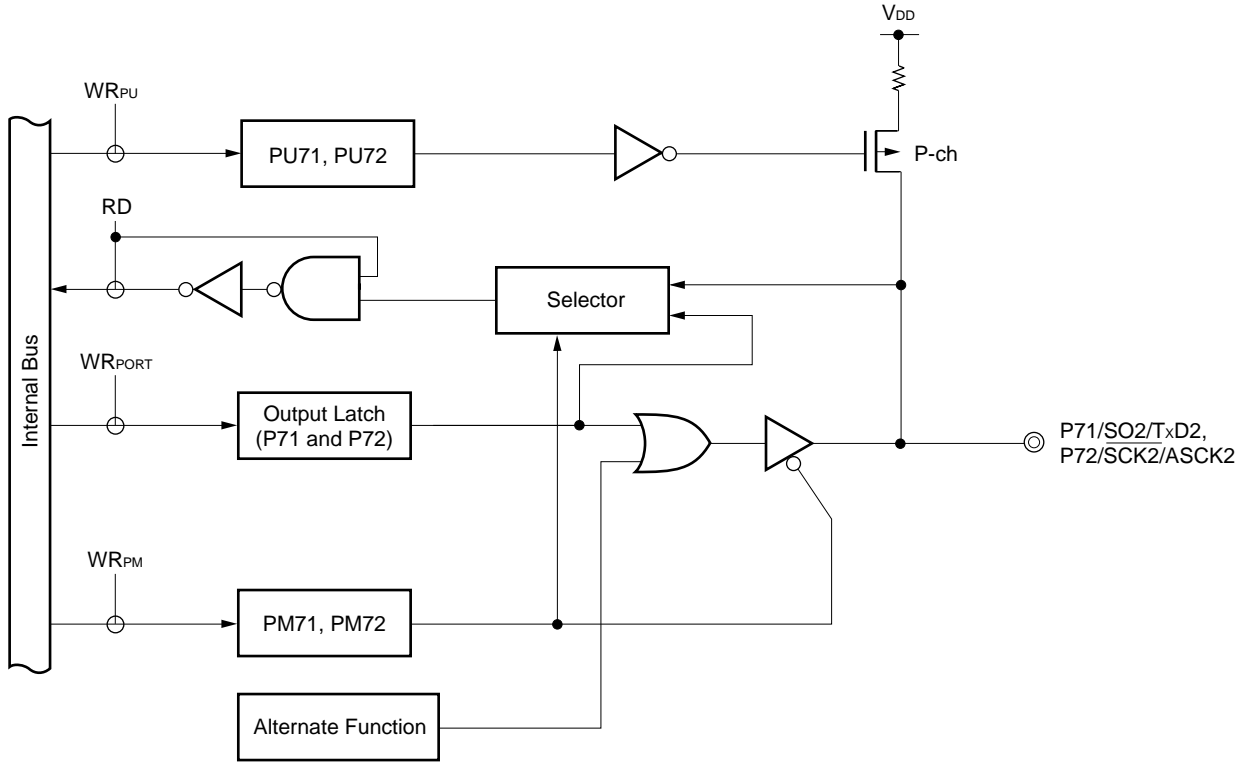 VDD
WRPU
PU71, PU72
P-ch
RD
Selector
Internal Bus
WRPORT
Output Latch
(P71 and P72)
P71/SO2/TxD2,
P72/SCK2/ASCK2
WRPM
PM71, PM72
Alternate Function